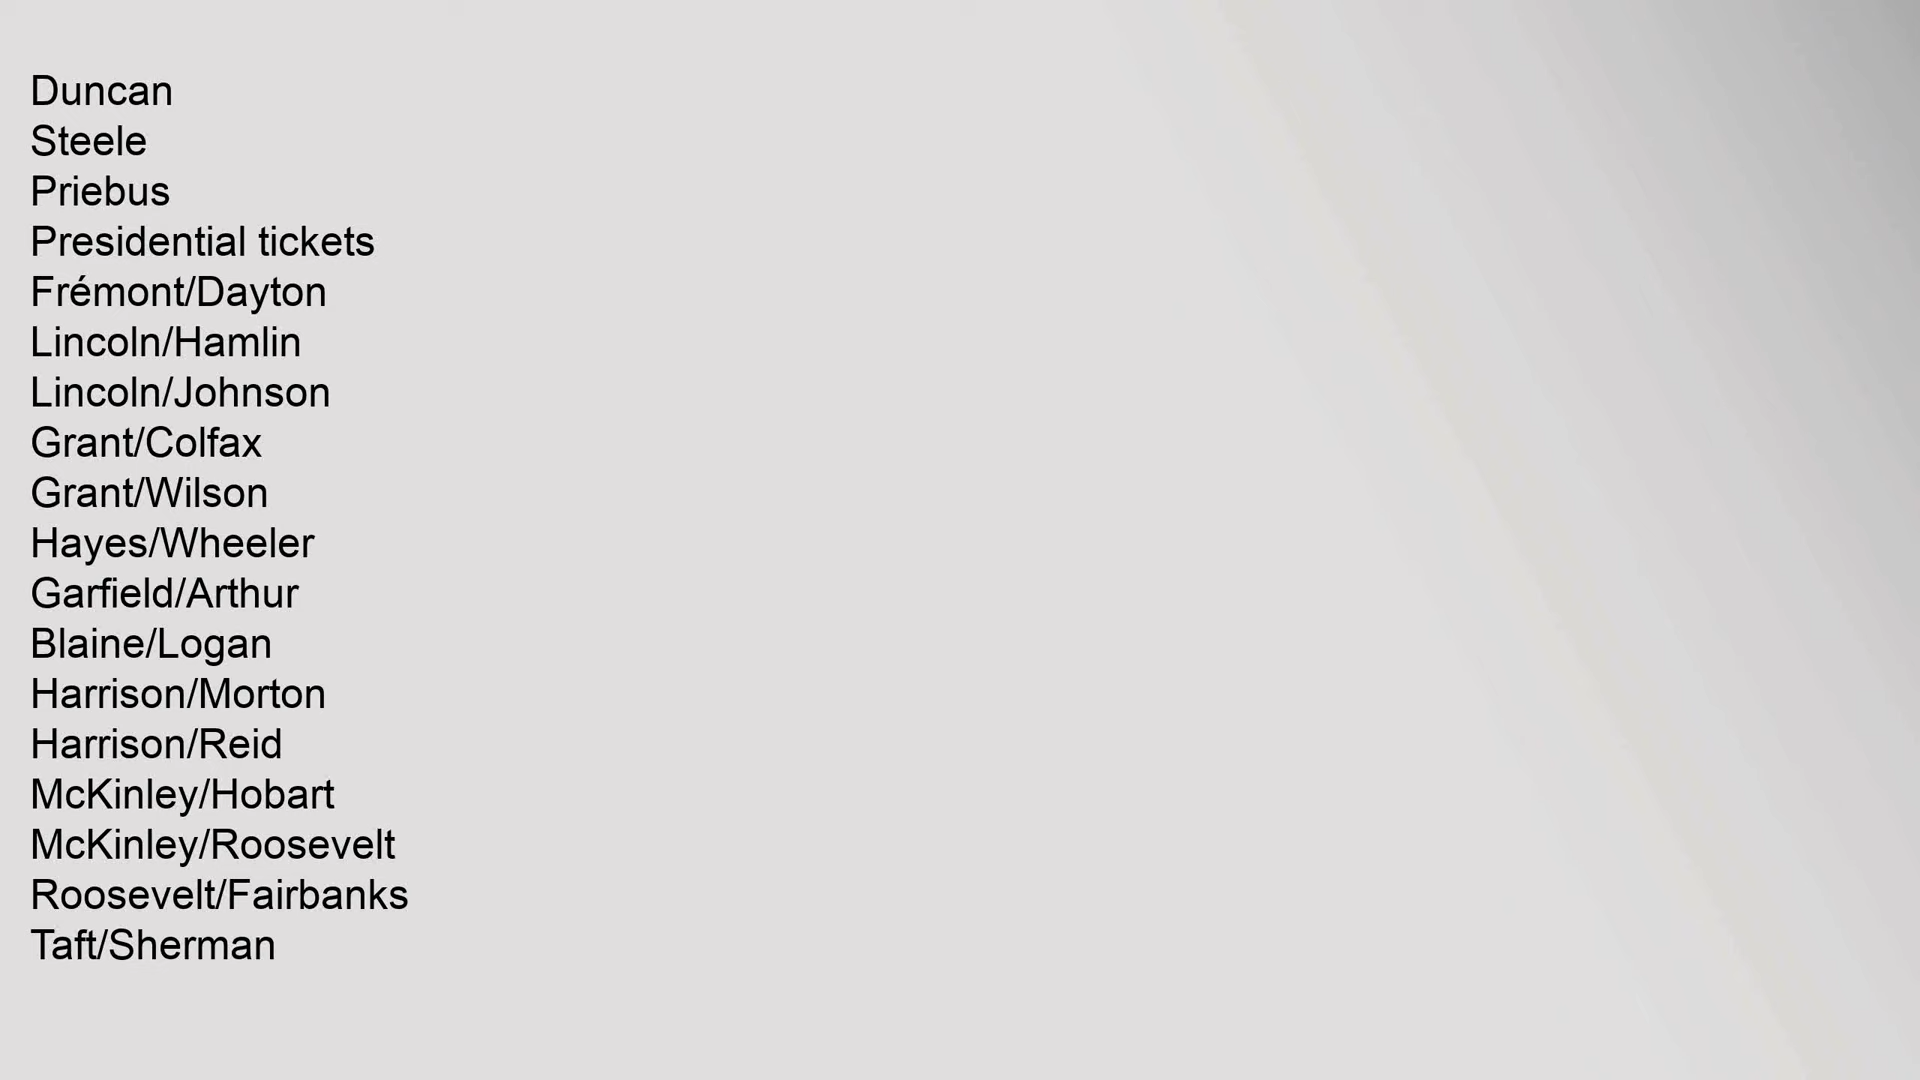 Duncan
Steele
Priebus
Presidential tickets
Frémont/Dayton
Lincoln/Hamlin
Lincoln/Johnson
Grant/Colfax
Grant/Wilson
Hayes/Wheeler
Garfield/Arthur
Blaine/Logan
Harrison/Morton
Harrison/Reid
McKinley/Hobart
McKinley/Roosevelt
Roosevelt/Fairbanks
Taft/Sherman